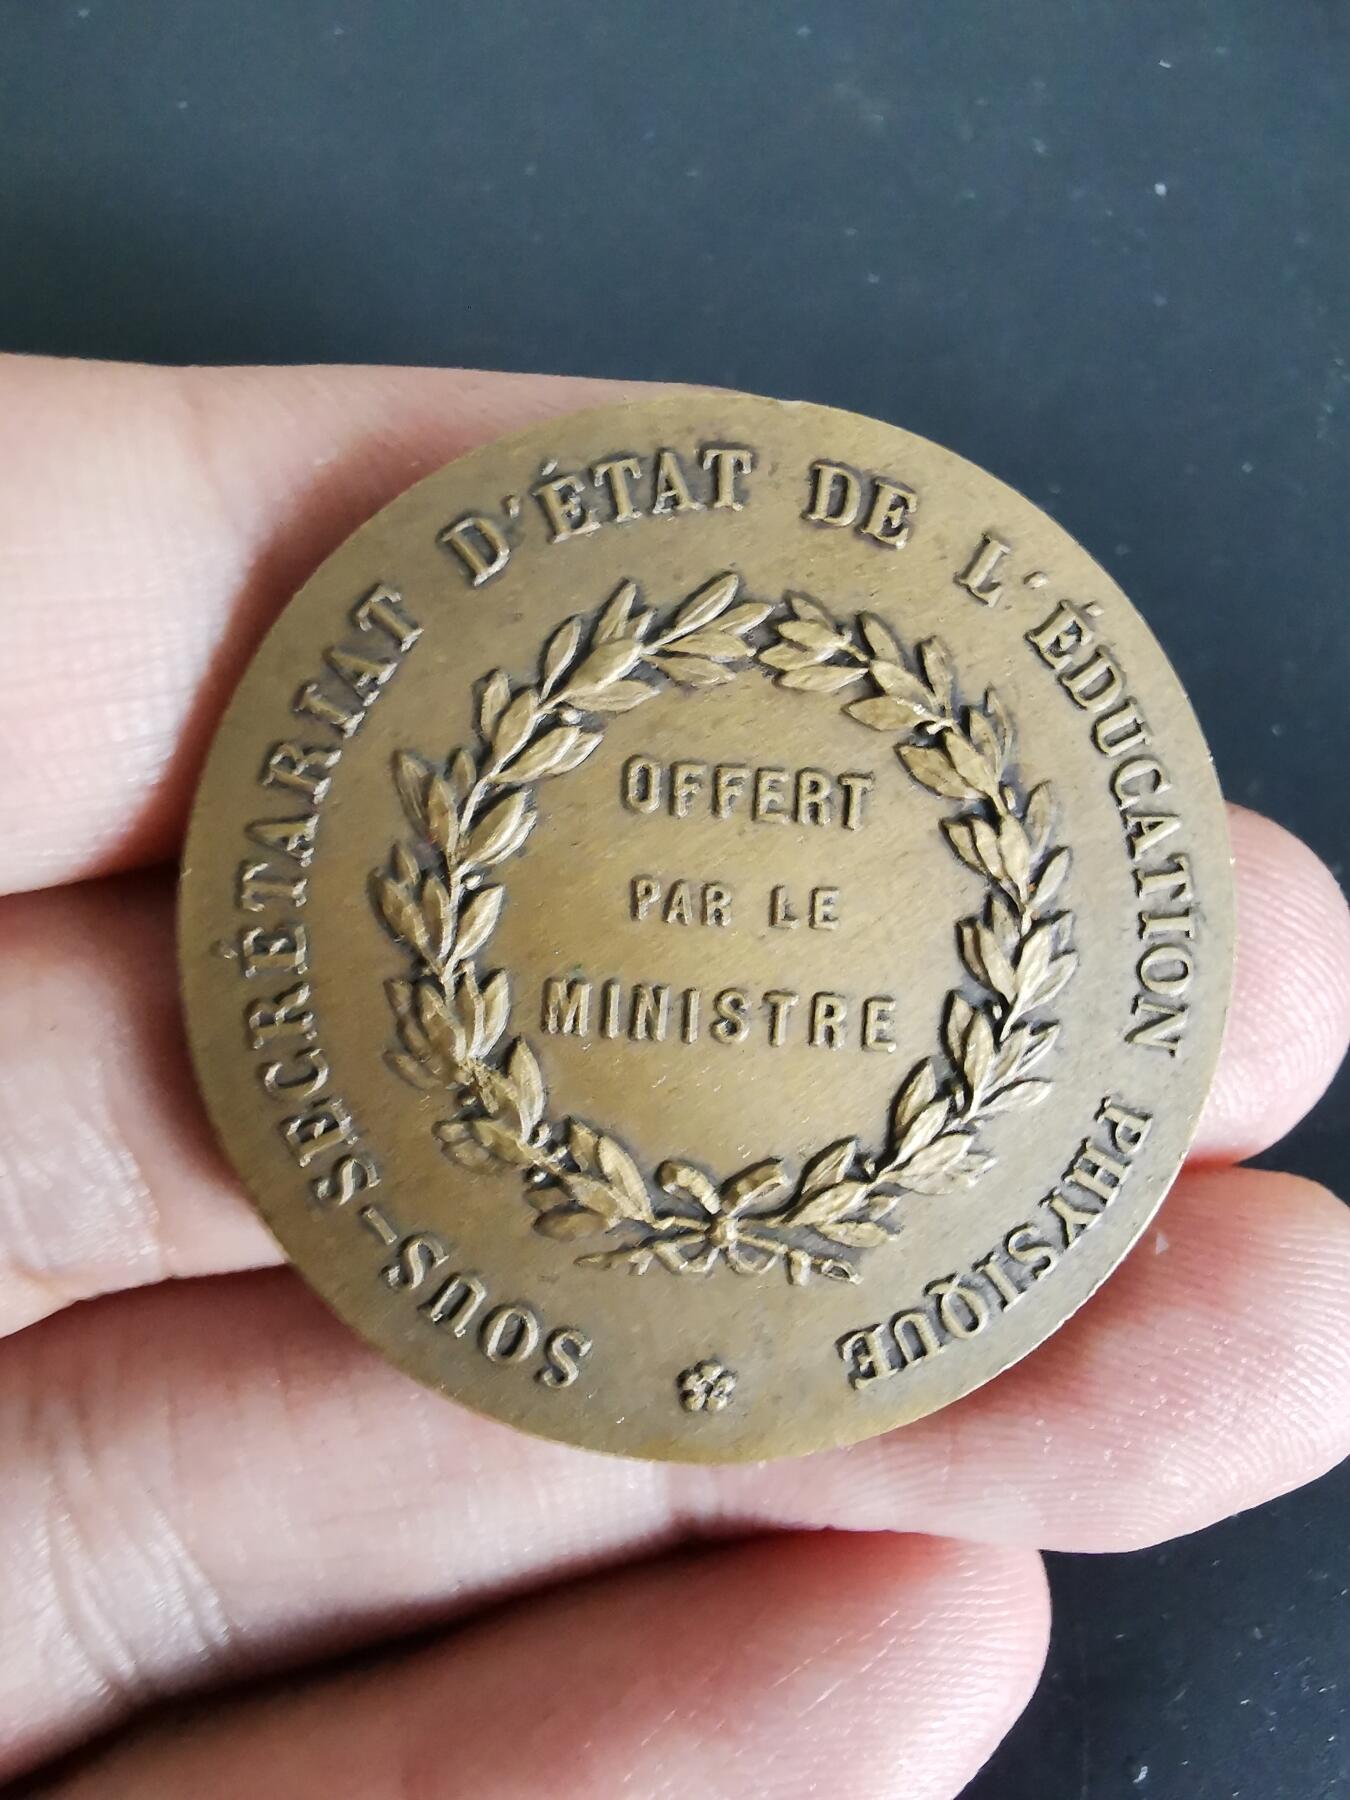 SOUS-SECRÉTARIAT D'ÉTAT DE L'ÉDUCATION PHYSIQUE
OFFERT
PAR LE
MINISTRE